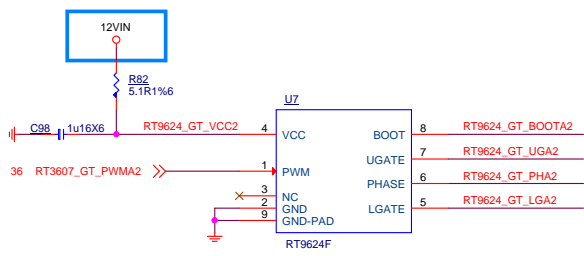 12VIN
R82
5.1R1%6
U7
C98 1u16X6
RT9624_GT_VCC2 4 VCC BOOT 8 RT9624_GT_BOOTA2
UGATE 7 RT9624_GT_UGA2
36 RT3607_GT_PWMA2 1 PWM
PHASE 6 RT9624_GT_PHA2
3 NC
2 GND LGATE 5 RT9624_GT_LGA2
9 GND-PAD
RT9624F